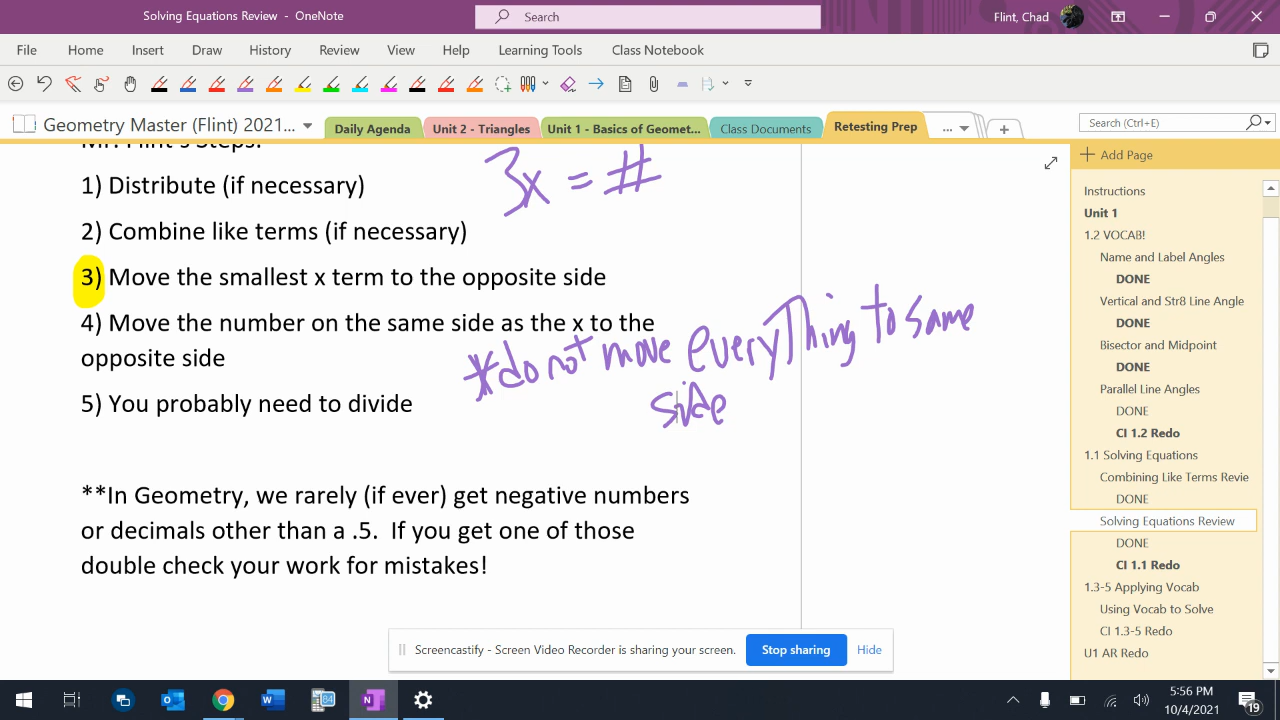 Solving Equations Review - OneNote
Search
Flint, Chad
File Home Insert Draw History Review View Help Learning Tools Class Notebook
Geometry Master (Flint) 2021...
Daily Agenda
Unit 2 - Triangles
Unit 1 - Basics of Geomet...
Class Documents
Retesting Prep
...
+
Search (Ctrl+E)
Mr. Flint's Steps:
1) Distribute (if necessary)
3x = #
2) Combine like terms (if necessary)
3) Move the smallest x term to the opposite side
4) Move the number on the same side as the x to the
opposite side
*do not move everything to same
side
5) You probably need to divide
**In Geometry, we rarely (if ever) get negative numbers
or decimals other than a .5. If you get one of those
double check your work for mistakes!
Add Page
Instructions
Unit 1
1.2 VOCAB!
Name and Label Angles
DONE
Vertical and Str8 Line Angle
DONE
Bisector and Midpoint
DONE
Parallel Line Angles
DONE
CI 1.2 Redo
1.1 Solving Equations
Combining Like Terms Revie
DONE
Solving Equations Review
DONE
CI 1.1 Redo
1.3-5 Applying Vocab
Using Vocab to Solve
CI 1.3-5 Redo
U1 AR Redo
Screencastify - Screen Video Recorder is sharing your screen.
Stop sharing
Hide
84
5:56 PM
10/4/2021
19